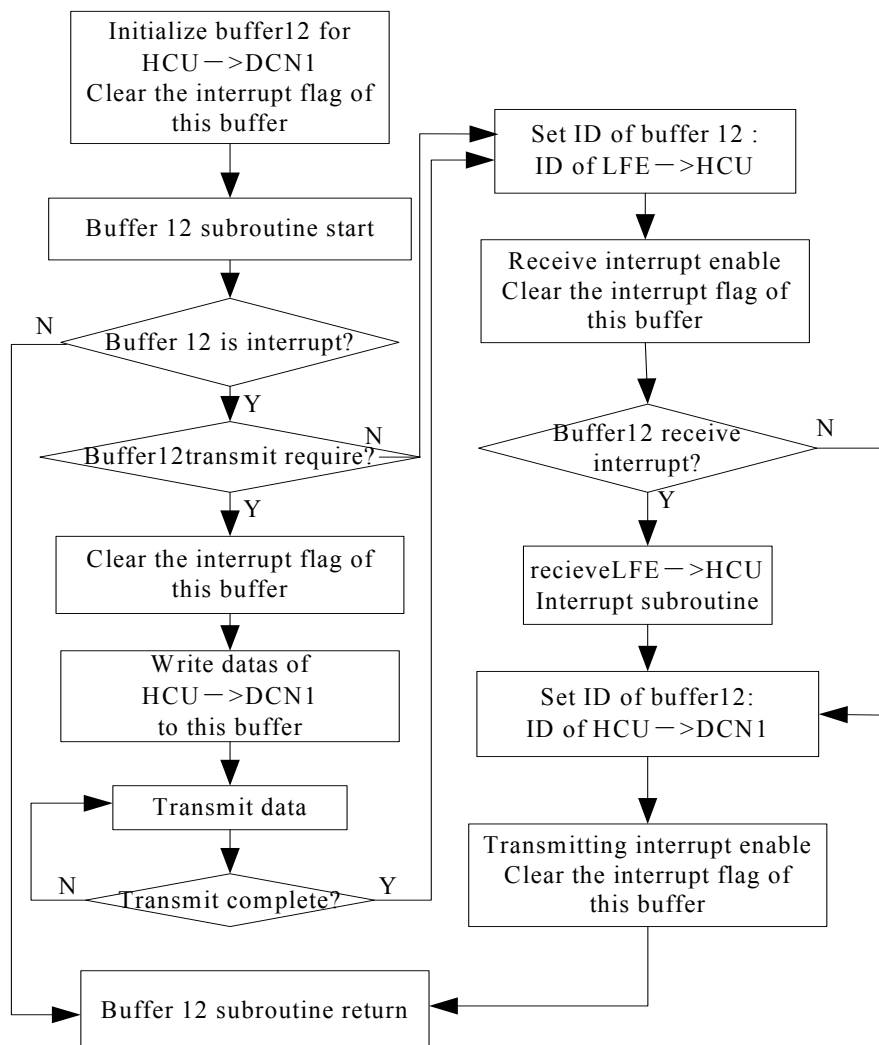 Initialize buffer12 for
HCU－>DCN1
Clear the interrupt flag of
this buffer
Buffer 12 subroutine start
N
Buffer 12 is interrupt?
Y
N
Buffer12transmit require?
Y
Clear the interrupt flag of
this buffer
Write datas of
HCU－>DCN1
to this buffer
Transmit data
N
Y
Transmit complete?
Buffer 12 subroutine return
Set ID of buffer 12 :
ID of LFE－>HCU
Receive interrupt enable
Clear the interrupt flag of
this buffer
Buffer12 receive
interrupt?
N
Y
recieveLFE－>HCU
Interrupt subroutine
Set ID of buffer12:
ID of HCU－>DCN1
Transmitting interrupt enable
Clear the interrupt flag of
this buffer